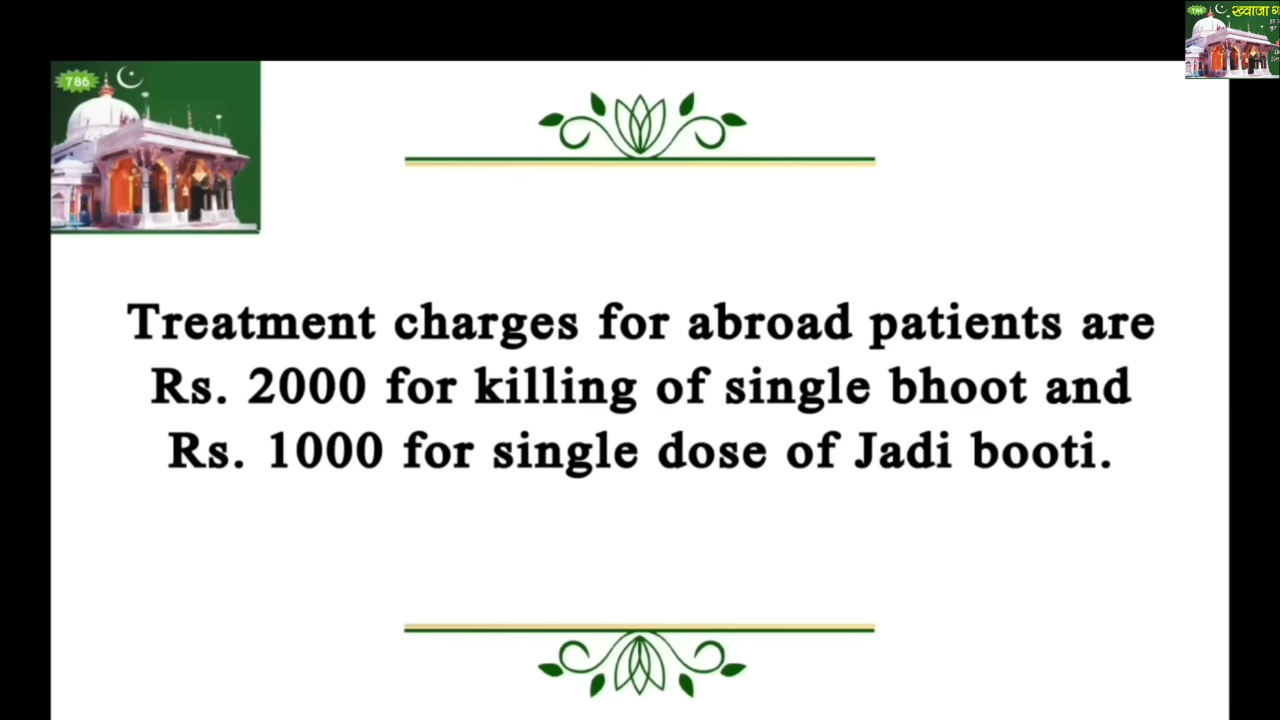 786
786
ख्वाजा
Treatment charges for abroad patients are
Rs. 2000 for killing of single bhoot and
Rs. 1000 for single dose of Jadi booti.